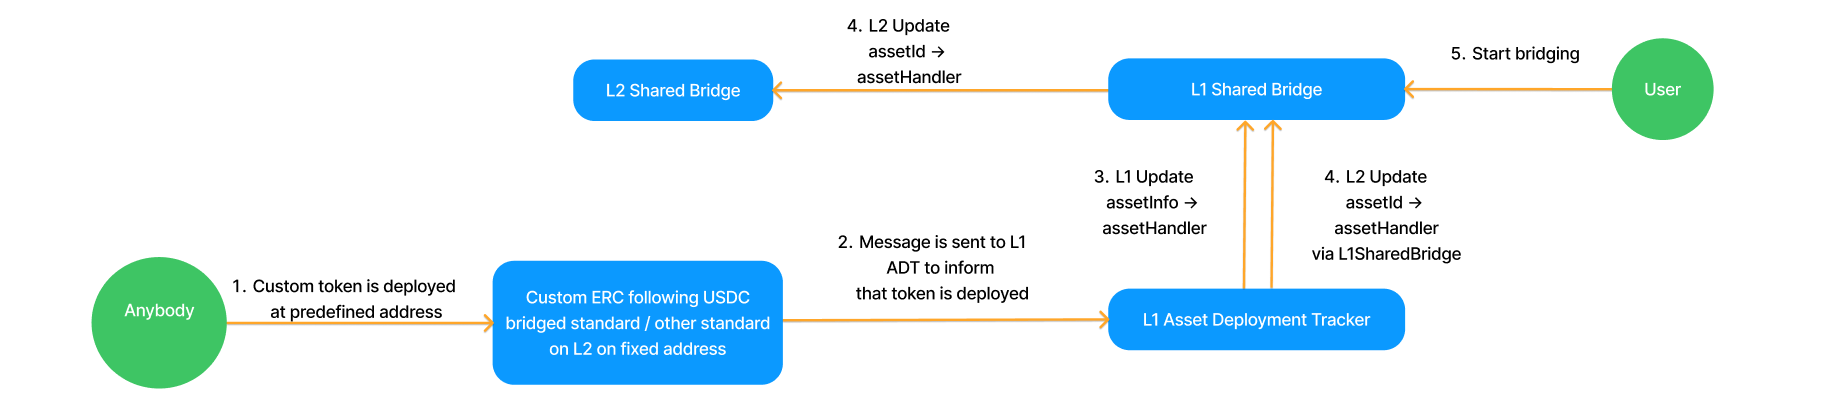 4. L2 Update
assetId →
assetHandler
L2 Shared Bridge
L1 Shared Bridge
5. Start bridging
User
3. L1 Update
assetInfo →
assetHandler
4. L2 Update
assetId →
assetHandler
via L1SharedBridge
Anybody
1. Custom token is deployed
at predefined address
Custom ERC following USDC
bridged standard / other standard
on L2 on fixed address
2. Message is sent to L1
ADT to inform
that token is deployed
L1 Asset Deployment Tracker